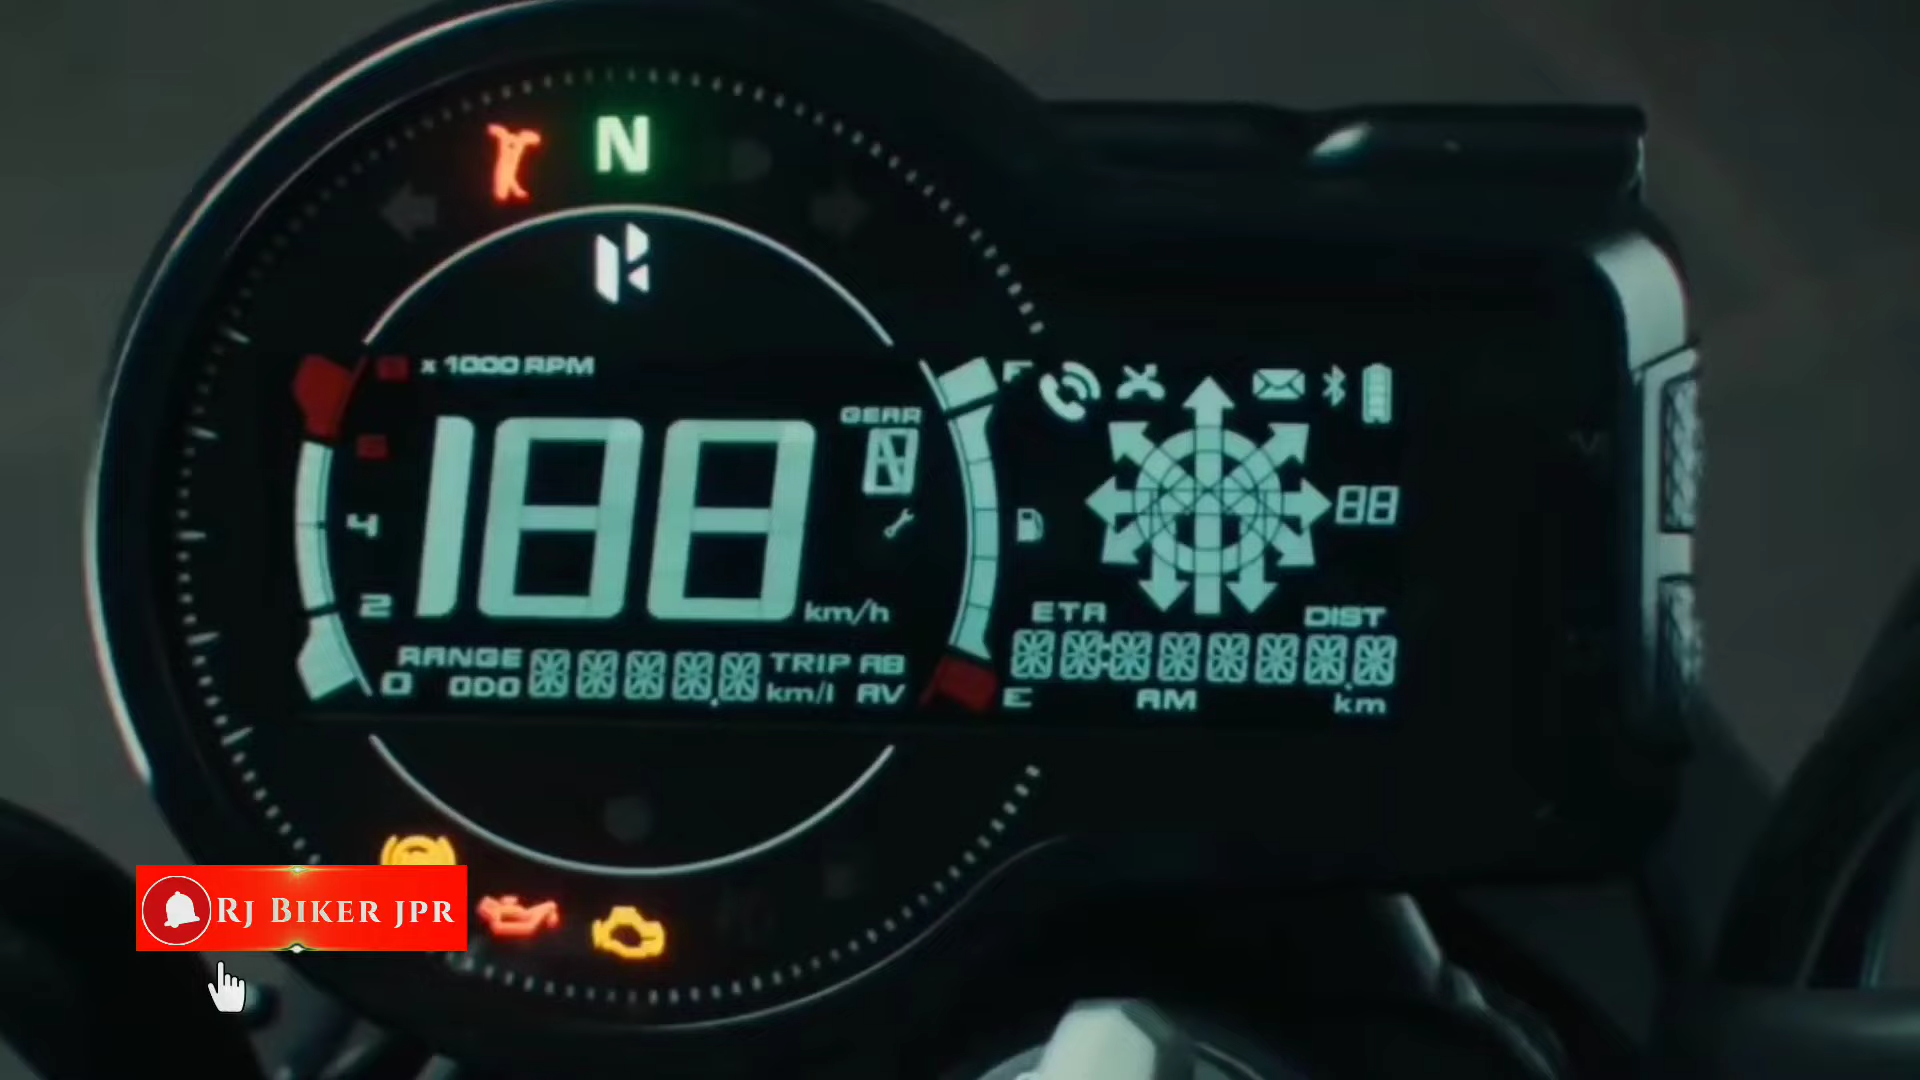 N
x 1000 RPM
F
GEAR
188
88
4
2
km/h
ETA
DIST
RANGE
TRIP AB
0
ODO
km/l
AV
E
AM
km
RJ BIKER JPR